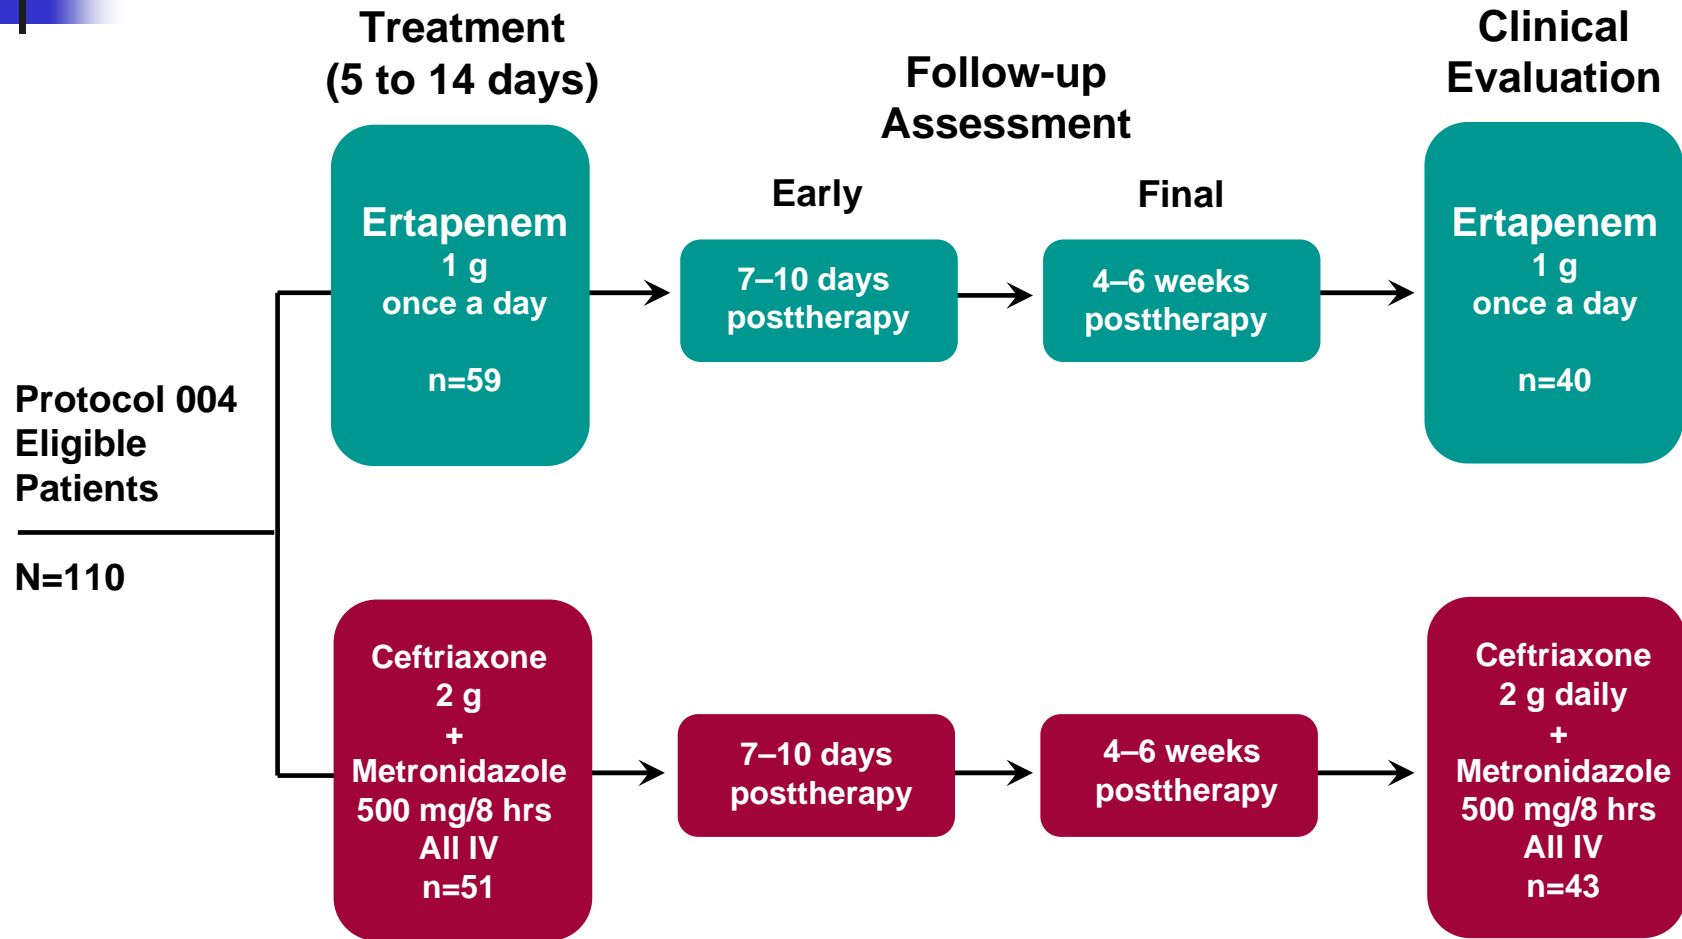 Treatment
(5 to 14 days)
Follow-up
Assessment
Clinical
Evaluation
Early
Final
Protocol 004
Eligible
Patients
N=110
Ertapenem
1 g
once a day
n=59
7–10 days
posttherapy
4–6 weeks
posttherapy
Ertapenem
1 g
once a day
n=40
Ceftriaxone
2 g
+
Metronidazole
500 mg/8 hrs
All IV
n=51
7–10 days
posttherapy
4–6 weeks
posttherapy
Ceftriaxone
2 g daily
+
Metronidazole
500 mg/8 hrs
All IV
n=43